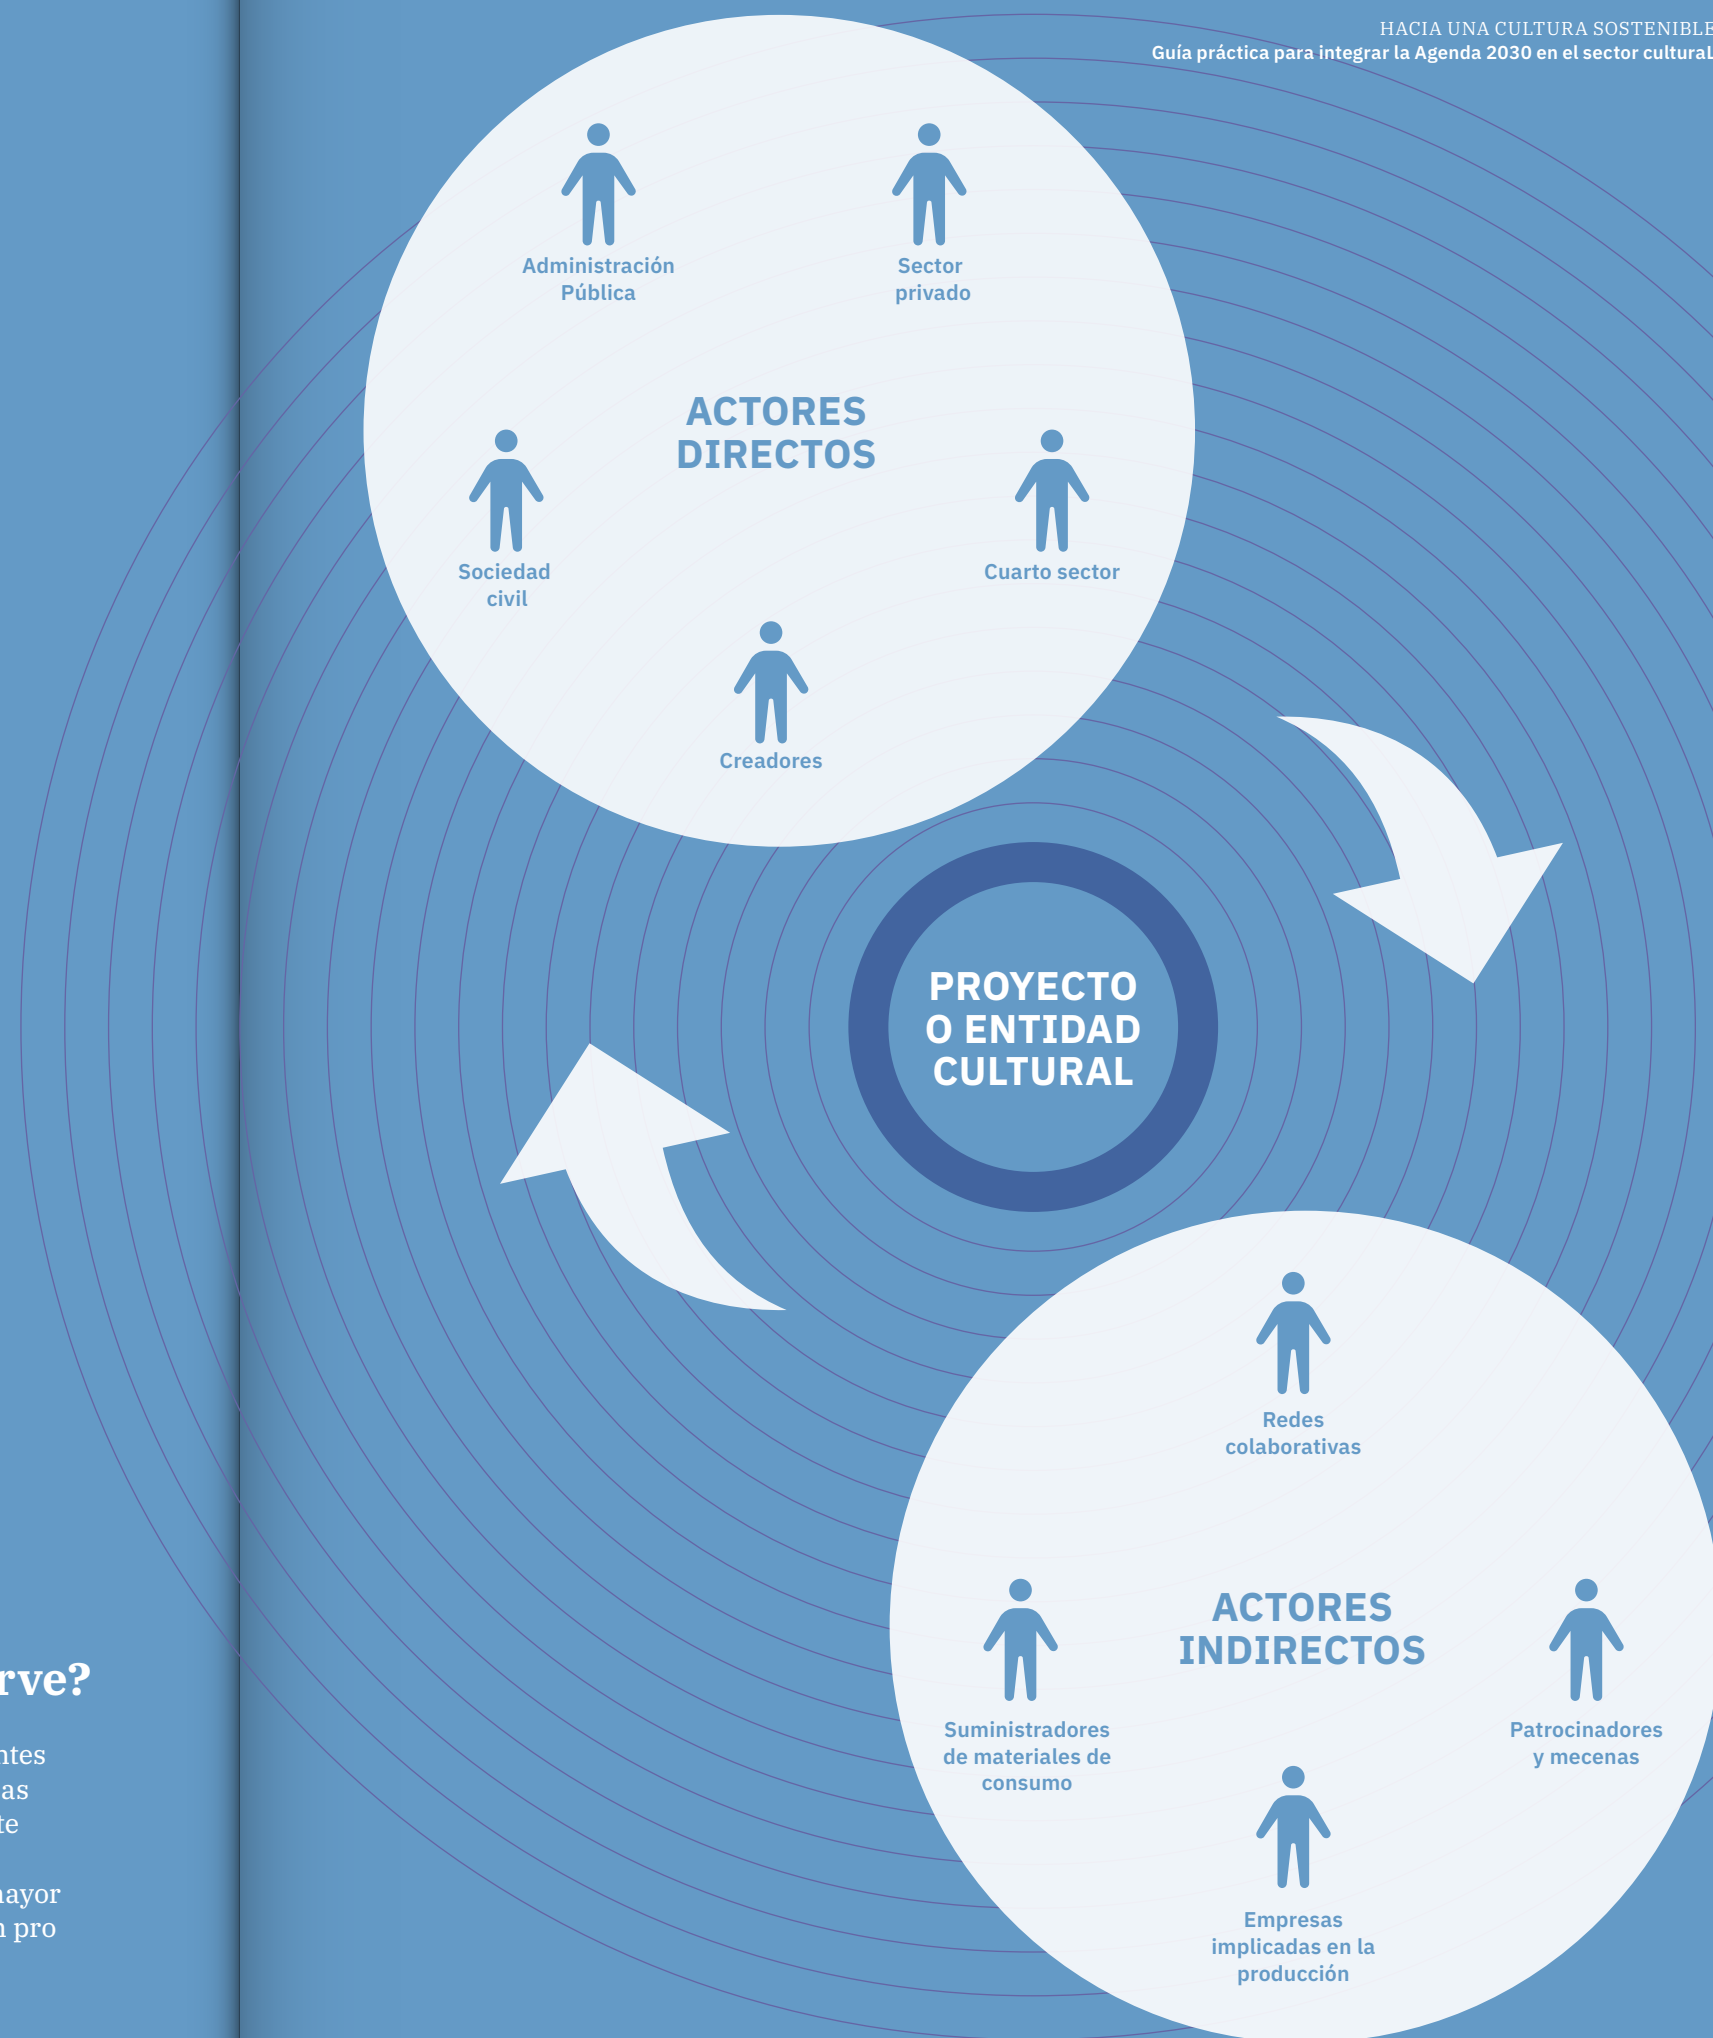 HACIA UNA CULTURA SOSTENIBLE
Guía práctica para integrar la Agenda 2030 en el sector cultural
Administración
Pública
Sector
privado
ACTORES
DIRECTOS
Sociedad
civil
Cuarto sector
Creadores
PROYECTO
O ENTIDAD
CULTURAL
Redes
colaborativas
ACTORES
INDIRECTOS
Suministradores
de materiales de
consumo
Patrocinadores
y mecenas
Empresas
implicadas en la
producción
rve?
ntes
as
te
ayor
n pro